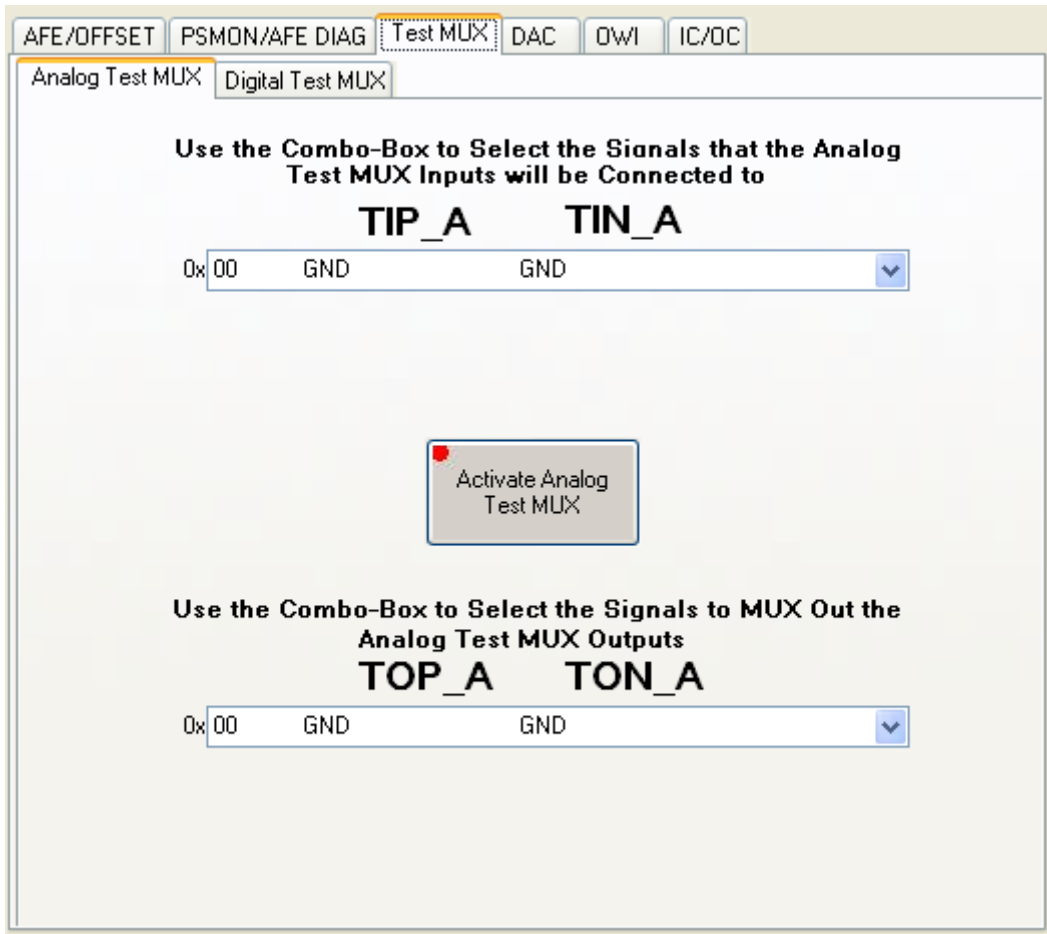 AFE/OFFSET PSMON/AFE DIAG Test MUX DAC OWI IC/OC
Analog Test MUX Digital Test MUX
Use the Combo-Box to Select the Signals that the Analog
Test MUX Inputs will be Connected to
TIP_A TIN_A
0x 00 GND GND
Activate Analog
Test MUX
Use the Combo-Box to Select the Signals to MUX Out the
Analog Test MUX Outputs
TOP_A TON_A
0x 00 GND GND